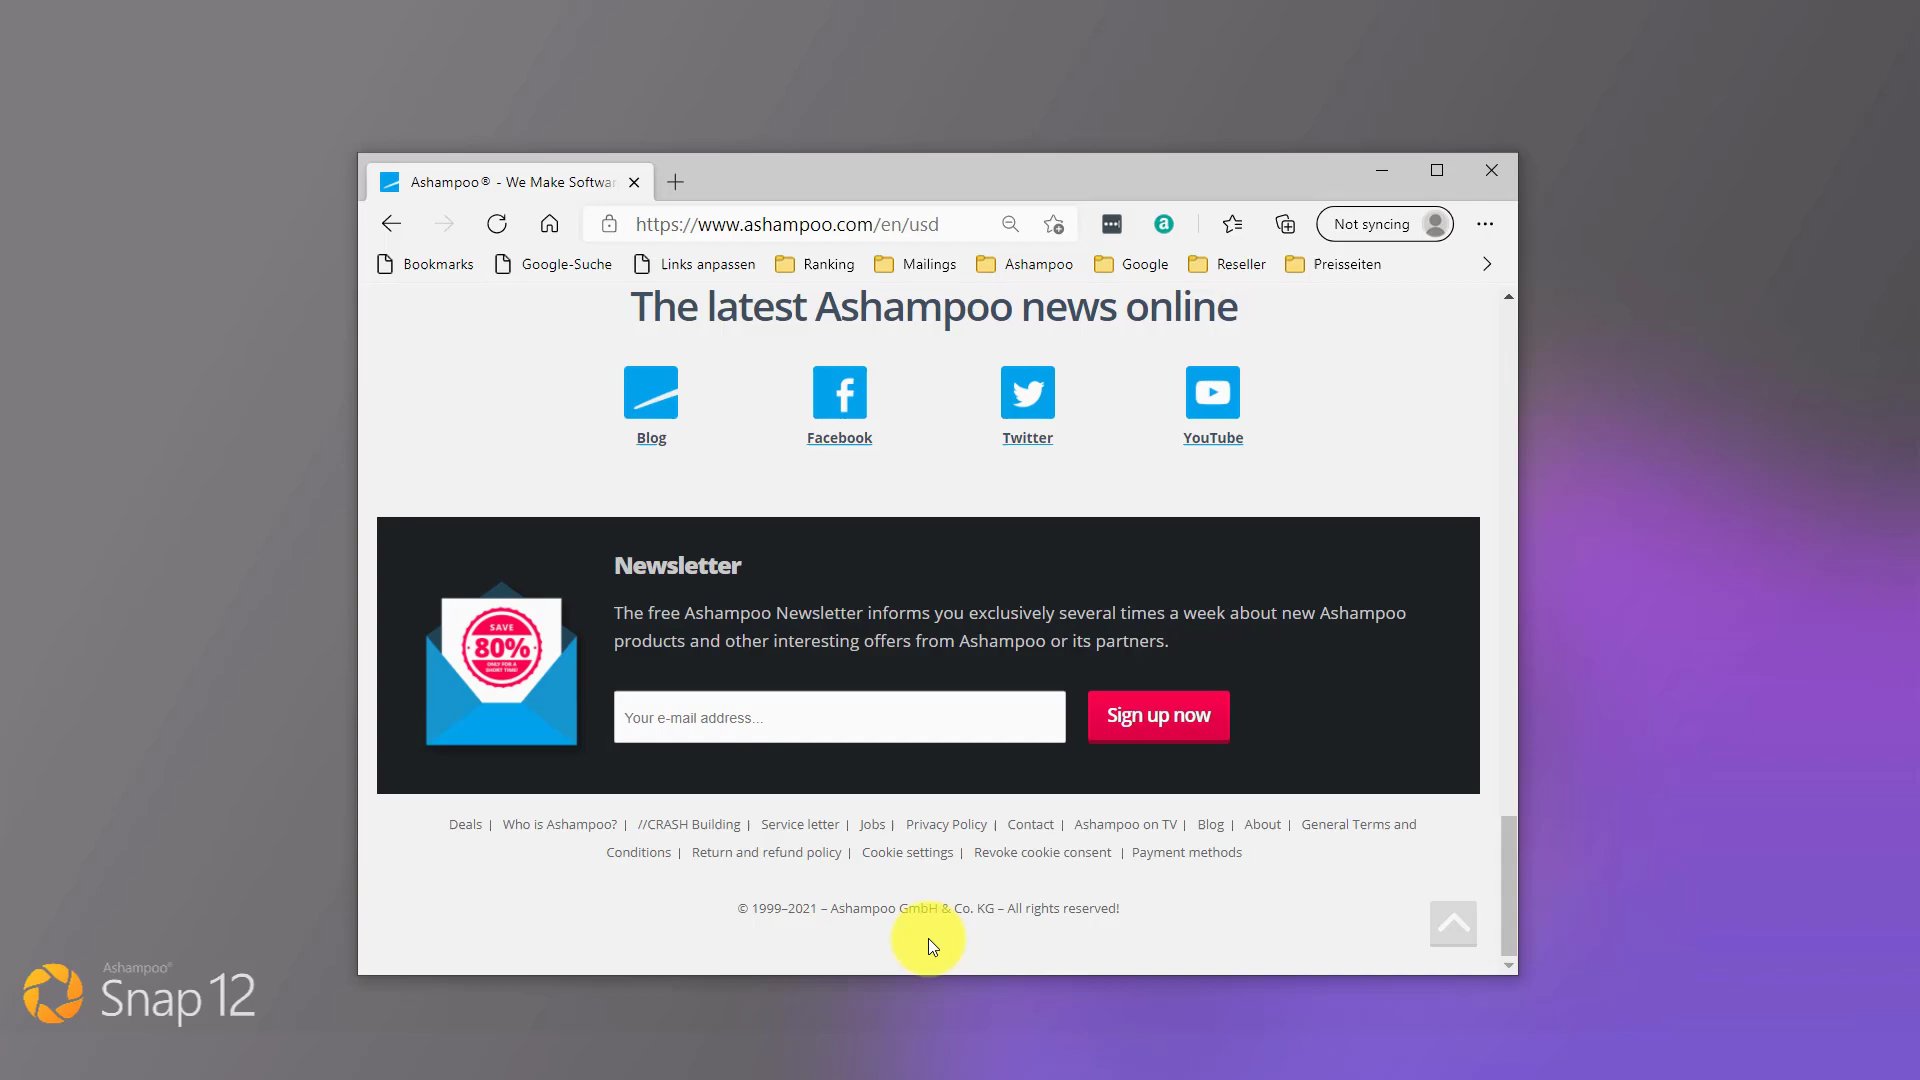 Ashampoo® - We Make Softwar
https://www.ashampoo.com/en/usd
Not syncing
Bookmarks Google-Suche Links anpassen Ranking Mailings Ashampoo Google Reseller Preisseiten
The latest Ashampoo news online
Blog Facebook Twitter YouTube
Newsletter
The free Ashampoo Newsletter informs you exclusively several times a week about new Ashampoo
products and other interesting offers from Ashampoo or its partners.
SAVE
80%
ONLY FOR A
SHORT TIME!
Your e-mail address...
Sign up now
Deals | Who is Ashampoo? | //CRASH Building | Service letter | Jobs | Privacy Policy | Contact | Ashampoo on TV | Blog | About | General Terms and
Conditions | Return and refund policy | Cookie settings | Revoke cookie consent | Payment methods
© 1999–2021 – Ashampoo GmbH & Co. KG – All rights reserved!
Ashampoo®
Snap 12